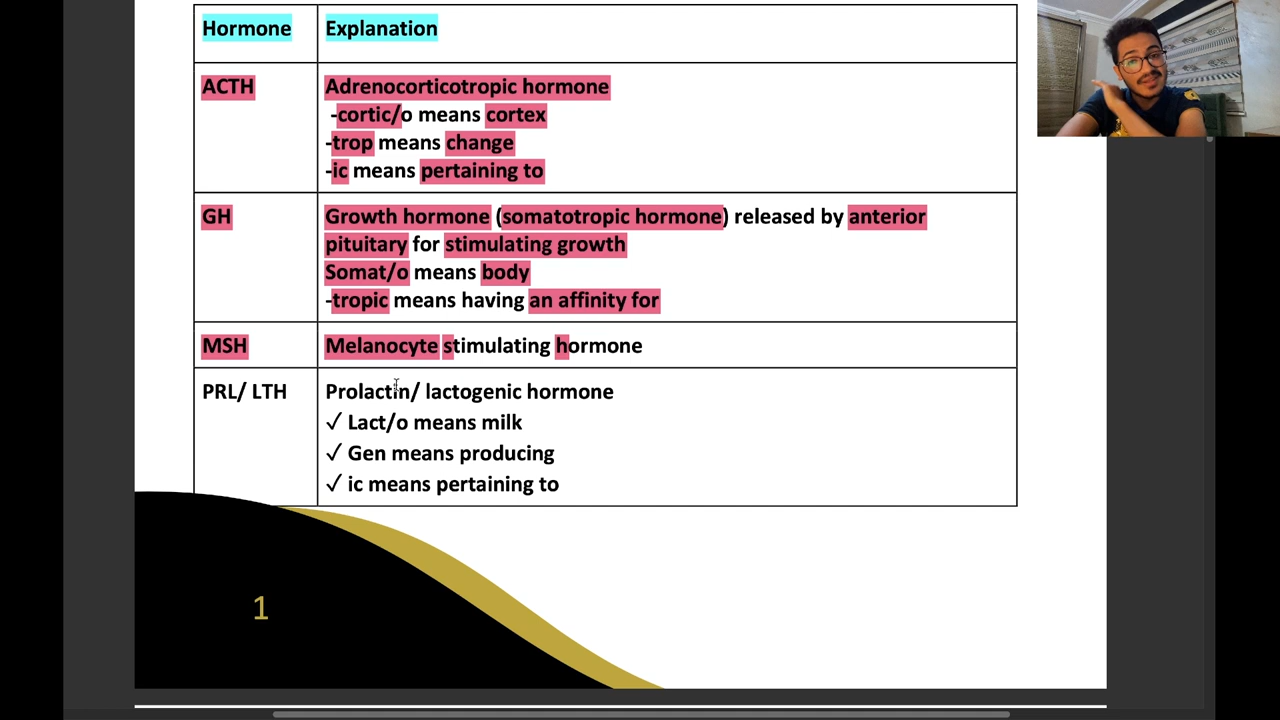 Hormone
Explanation
ACTH
Adrenocorticotropic hormone
-cortic/o means cortex
-trop means change
-ic means pertaining to
GH
Growth hormone (somatotropic hormone) released by anterior
pituitary for stimulating growth
Somat/o means body
-tropic means having an affinity for
MSH
Melanocyte stimulating hormone
PRL/ LTH
Prolactin/ lactogenic hormone
✓ Lact/o means milk
✓ Gen means producing
✓ ic means pertaining to
1